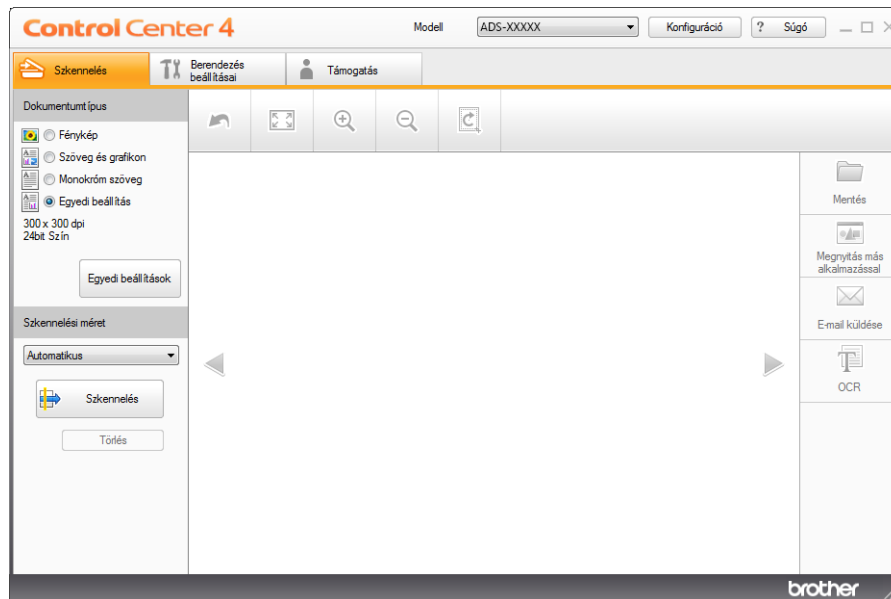 Control Center 4
Modell
ADS-XXXXX
Konfiguráció
? Súgó
Szkennelés
Berendezés
beállításai
Támogatás
Dokumentumtípus
Fénykép
Szöveg és grafikon
Monokróm szöveg
Egyedi beállítás
300 x 300 dpi
24bit Szín
Egyedi beállítások
Szkennelési méret
Automatikus
Szkennelés
Törlés
Mentés
Megnyitás más
alkalmazással
E-mail küldése
OCR
brother